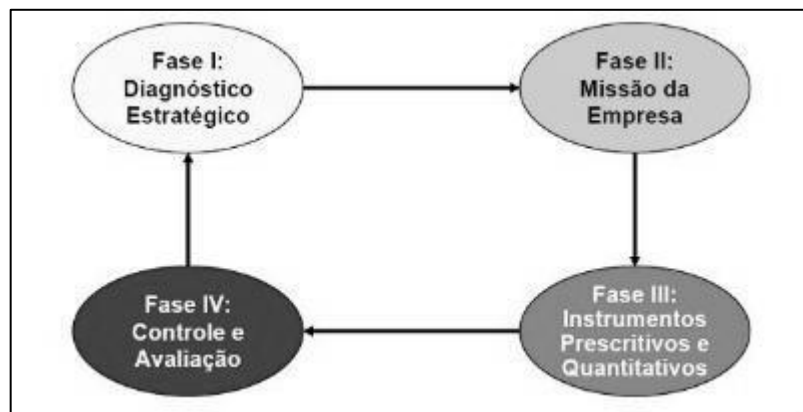 Fase I:
Diagnóstico
Estratégico
Fase II:
Missão da
Empresa
Fase III:
Instrumentos
Prescritivos e
Quantitativos
Fase IV:
Controle e
Avaliação